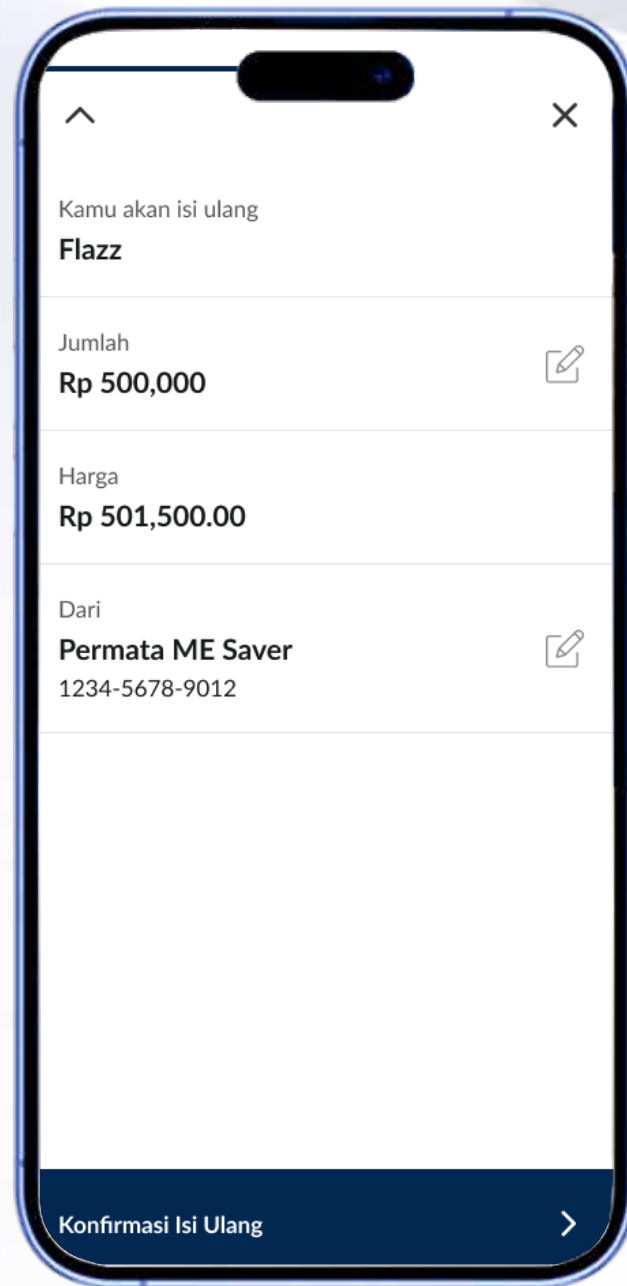 Kamu akan isi ulang
Flazz
Jumlah
Rp 500,000
Harga
Rp 501,500.00
Dari
Permata ME Saver
1234-5678-9012
Konfirmasi Isi Ulang